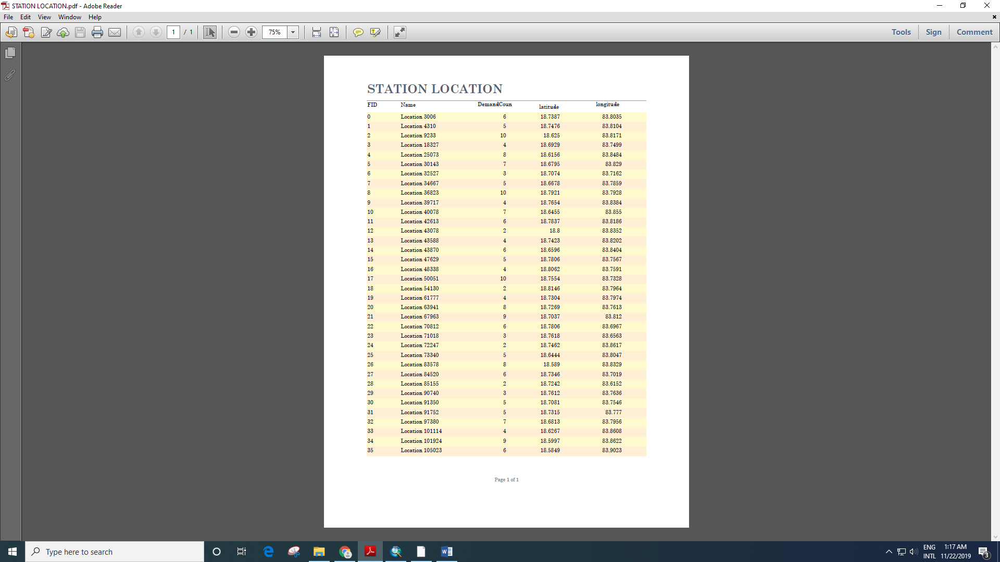 STATION LOCATION.pdf - Adobe Reader
File Edit View Window Help
1 / 1 75% Tools Sign Comment
STATION LOCATION
FID Name DemandCoun latitude longitude
0 Location 3006 6 18.7387 83.8035
1 Location 4310 5 18.7476 83.8104
2 Location 9233 10 18.625 83.8171
3 Location 18327 4 18.6929 83.7499
4 Location 25073 8 18.6156 83.8484
5 Location 30143 7 18.6795 83.829
6 Location 32527 3 18.7074 83.7162
7 Location 34667 5 18.6678 83.7859
8 Location 36823 10 18.7921 83.7928
9 Location 39717 4 18.7654 83.8384
10 Location 40078 7 18.6455 83.855
11 Location 42613 6 18.7837 83.8186
12 Location 43078 2 18.8 83.8352
13 Location 43588 4 18.7423 83.8202
14 Location 43870 6 18.6596 83.8404
15 Location 47629 5 18.7806 83.7567
16 Location 48338 4 18.8062 83.7591
17 Location 50051 10 18.7554 83.7328
18 Location 54130 2 18.8146 83.7964
19 Location 61777 4 18.7304 83.7974
20 Location 63941 8 18.7269 83.7613
21 Location 67963 9 18.7037 83.812
22 Location 70812 6 18.7806 83.6967
23 Location 71018 3 18.7618 83.6563
24 Location 72247 2 18.7462 83.8617
25 Location 73340 5 18.6444 83.8047
26 Location 83578 8 18.589 83.8329
27 Location 84520 6 18.7346 83.7019
28 Location 85155 2 18.7242 83.6152
29 Location 90740 3 18.7612 83.7636
30 Location 91350 5 18.7081 83.7546
31 Location 91752 5 18.7315 83.777
32 Location 97380 7 18.6813 83.7956
33 Location 101114 4 18.6267 83.8608
34 Location 101924 9 18.5997 83.8622
35 Location 105023 6 18.5849 83.9023
Page 1 of 1
Type here to search
ENG 1:17 AM
INTL 11/22/2019 3